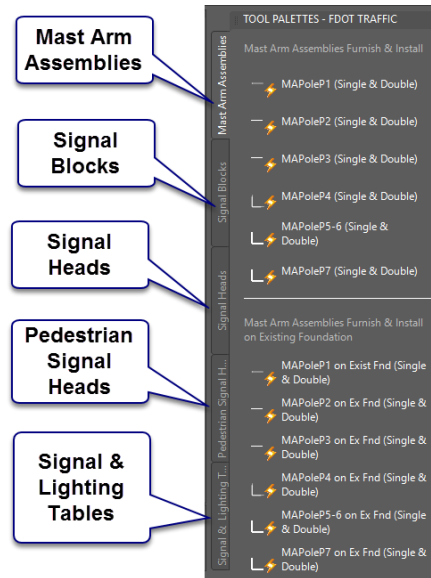 Mast Arm
Assemblies
Signal
Blocks
Signal
Heads
Pedestrian
Signal
Heads
Signal &
Lighting
Tables
Mast Arm Assemblies
Signal Blocks
Signal Heads
Pedestrian Signal H...
Signal & Lighting T...
TOOL PALETTES - FDOT TRAFFIC
Mast Arm Assemblies Furnish & Install
MAPoleP1 (Single & Double)
MAPoleP2 (Single & Double)
MAPoleP3 (Single & Double)
MAPoleP4 (Single & Double)
MAPoleP5-6 (Single &
Double)
MAPoleP7 (Single & Double)
Mast Arm Assemblies Furnish & Install
on Existing Foundation
MAPoleP1 on Exist Fnd (Single
& Double)
MAPoleP2 on Ex Fnd (Single &
Double)
MAPoleP3 on Ex Fnd (Single &
Double)
MAPoleP4 on Ex Fnd (Single &
Double)
MAPoleP5-6 on Ex Fnd (Single
& Double)
MAPoleP7 on Ex Fnd (Single &
Double)